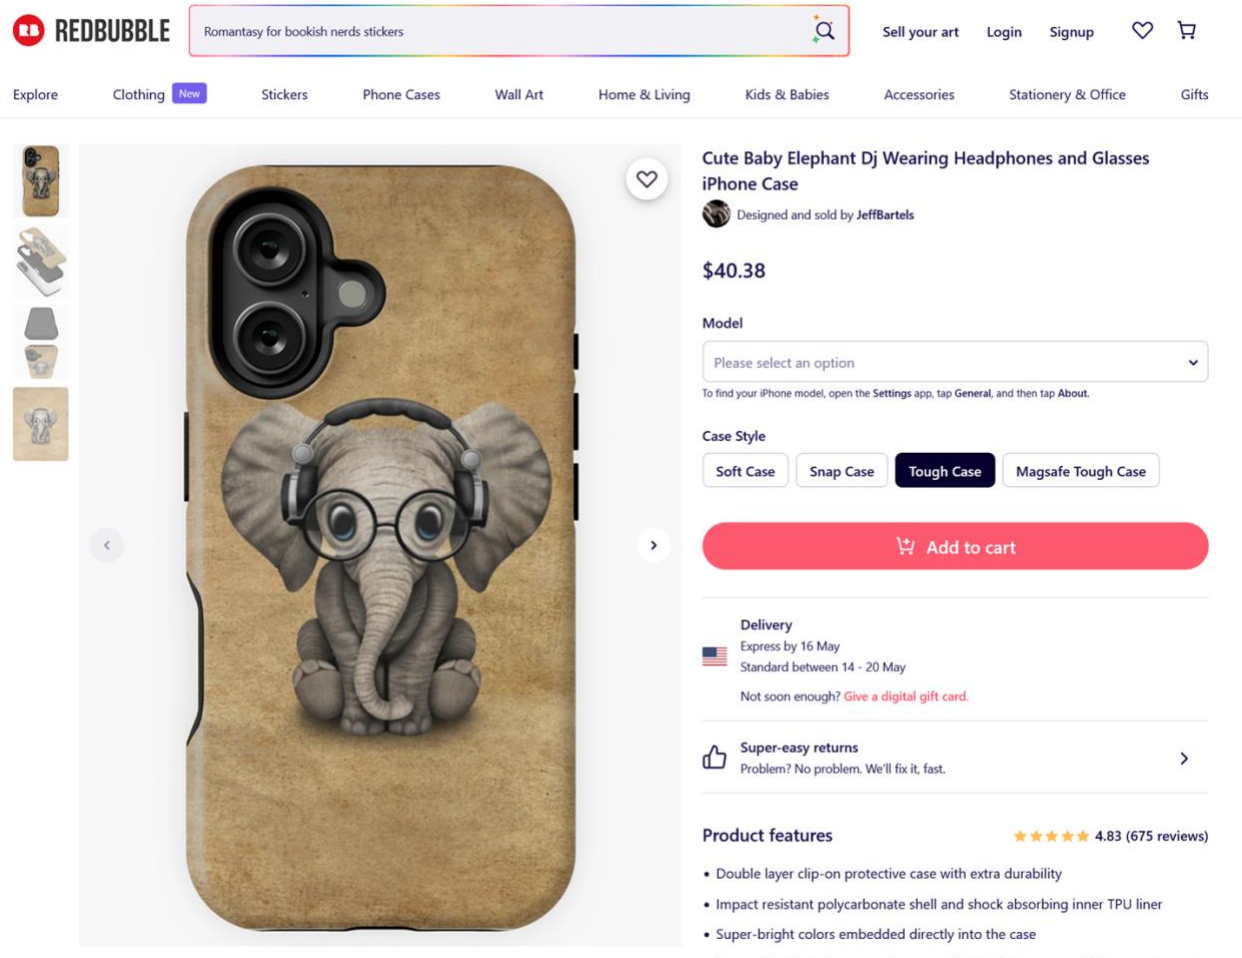 RB REDBUBBLE
Romantasy for bookish nerds stickers
Sell your art
Login
Signup
Explore
Clothing New
Stickers
Phone Cases
Wall Art
Home & Living
Kids & Babies
Accessories
Stationery & Office
Gifts
Cute Baby Elephant Dj Wearing Headphones and Glasses
iPhone Case
Designed and sold by JeffBartels
$40.38
Model
Please select an option
To find your iPhone model, open the Settings app, tap General, and then tap About.
Case Style
Soft Case
Snap Case
Tough Case
Magsafe Tough Case
Add to cart
Delivery
Express by 16 May
Standard between 14 - 20 May
Not soon enough? Give a digital gift card.
Super-easy returns
Problem? No problem. We'll fix it, fast.
Product features
4.83 (675 reviews)
• Double layer clip-on protective case with extra durability
• Impact resistant polycarbonate shell and shock absorbing inner TPU liner
• Super-bright colors embedded directly into the case